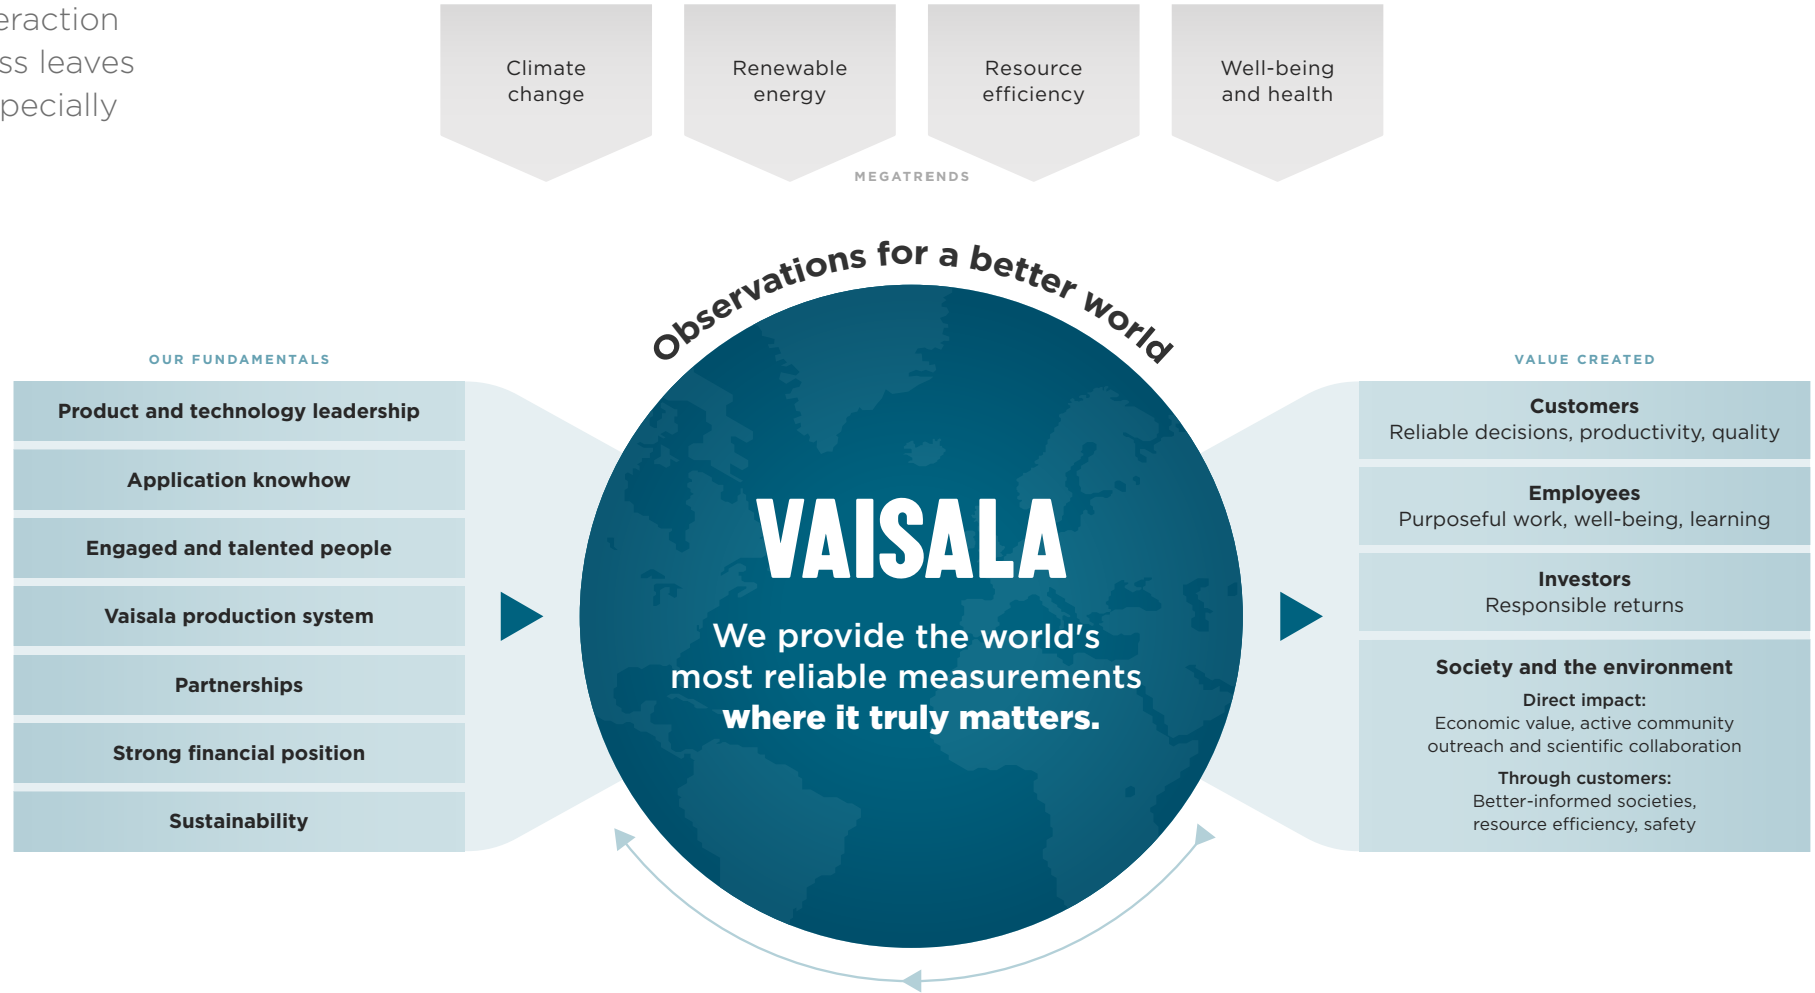 leaves
Climate
change
Renewable
energy
Resource
efficiency
Well-being
and health
MEGATRENDS
Observations for a better world
OUR FUNDAMENTALS
Product and technology leadership
Application knowhow
Engaged and talented people
Vaisala production system
Partnerships
Strong financial position
Sustainability
VAISALA
We provide the world's
most reliable measurements
where it truly matters.
VALUE CREATED
Customers
Reliable decisions, productivity, quality
Employees
Purposeful work, well-being, learning
Investors
Responsible returns
Society and the environment
Direct impact:
Economic value, active community
outreach and scientific collaboration
Through customers:
Better-informed societies,
resource efficiency, safety